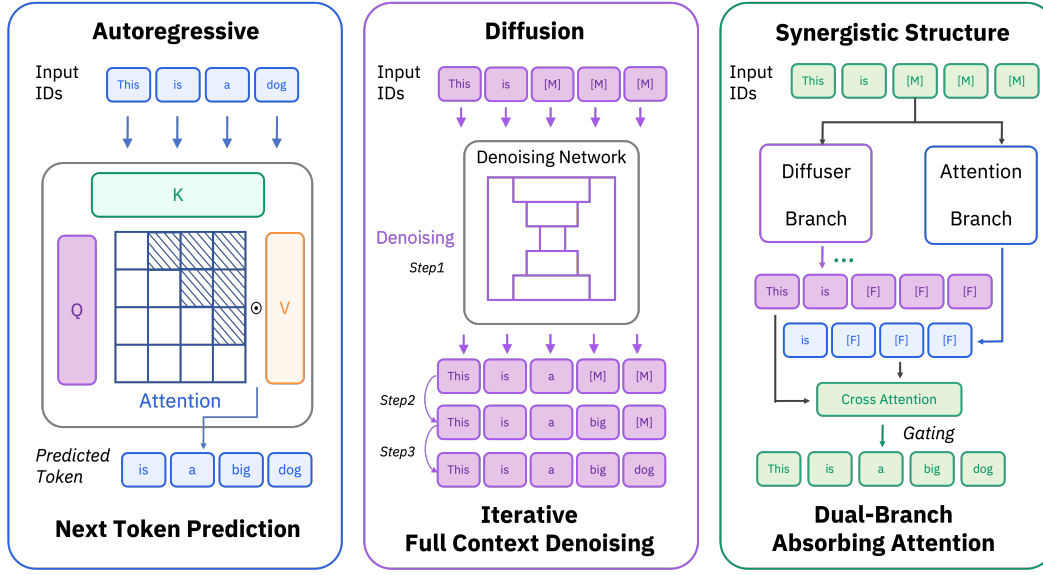 Autoregressive
Input
IDs
This is a dog
K
Q
V
Attention
Predicted
Token
is a big dog
Next Token Prediction
Diffusion
Input
IDs
This is [M] [M] [M]
Denoising Network
Denoising
Step1
This is a [M] [M]
Step2
This is a big [M]
Step3
This is a big dog
Iterative
Full Context Denoising
Synergistic Structure
Input
IDs
This is [M] [M] [M]
Diffuser
Branch
Attention
Branch
...
This is [F] [F] [F]
is [F] [F] [F]
Cross Attention
Gating
This is a big dog
Dual-Branch
Absorbing Attention